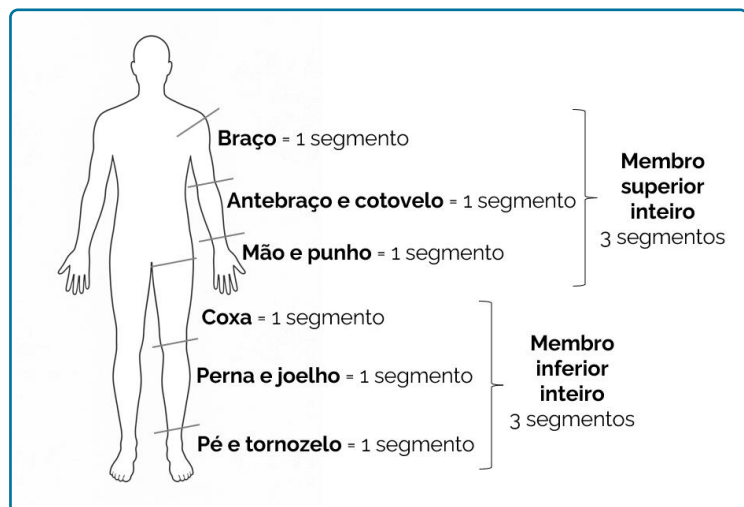 Braço = 1 segmento
Antebraço e cotovelo = 1 segmento
Mão e punho = 1 segmento
Membro
superior
inteiro
3 segmentos
Coxa = 1 segmento
Perna e joelho = 1 segmento
Pé e tornozelo = 1 segmento
Membro
inferior
inteiro
3 segmentos